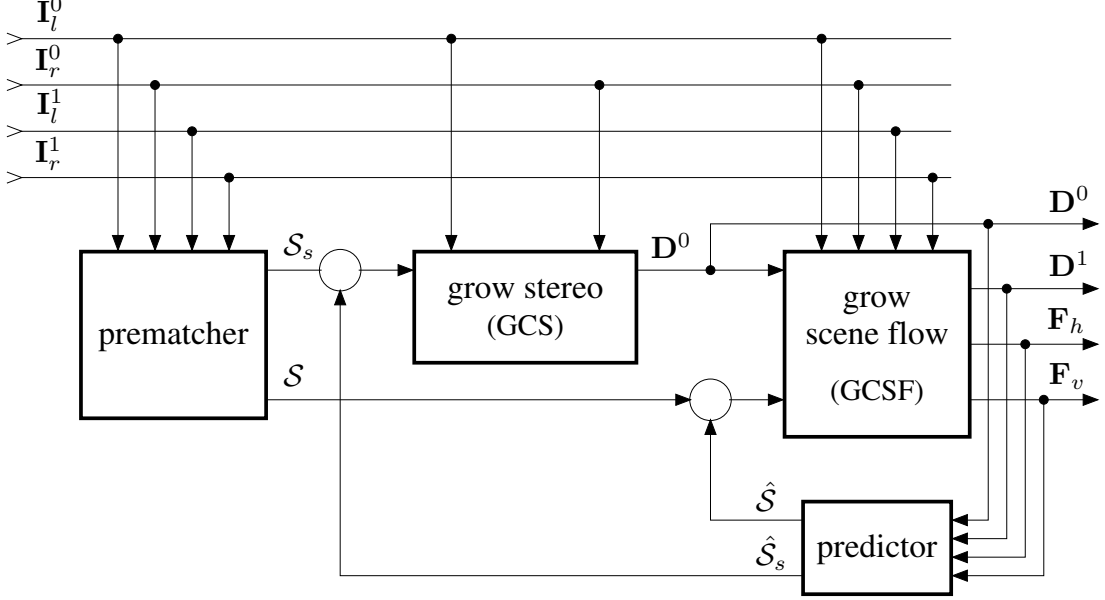 I_l^0
I_r^0
I_l^1
I_r^1
D^0
S_s
D^0
grow stereo
(GCS)
grow
scene flow
(GCSF)
D^1
prematcher
F_h
S
F_v
Ŝ
Ŝ_s
predictor